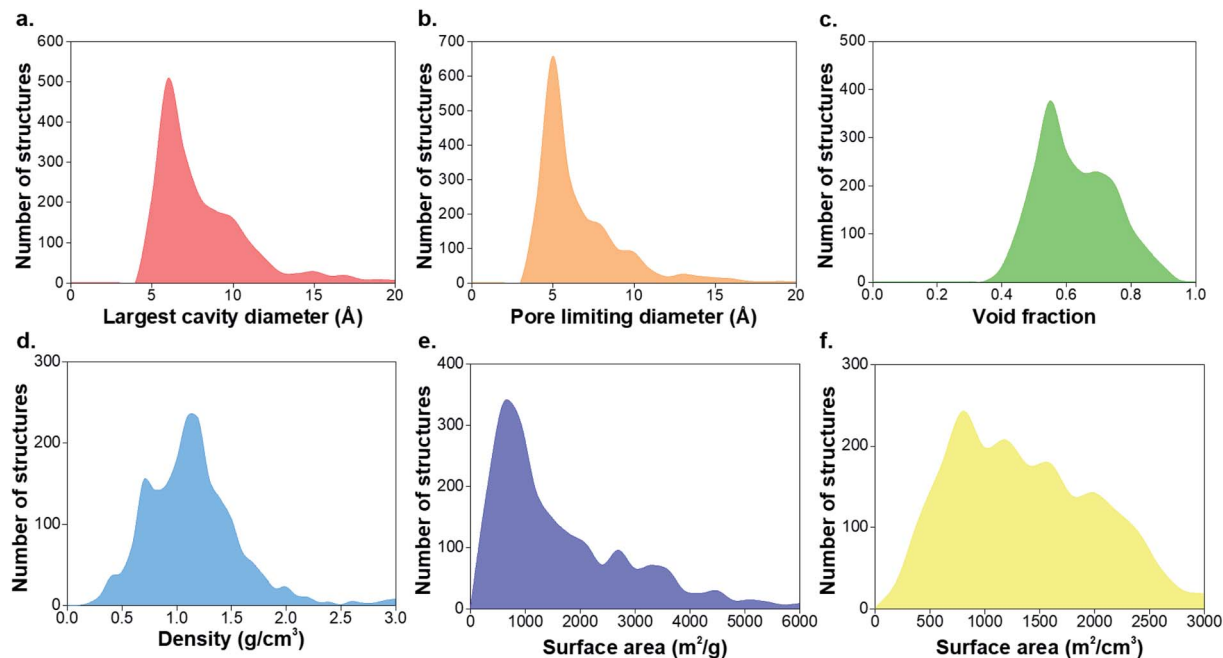 a.
600
500
400
300
200
100
0
Number of structures
0 5 10 15 20
Largest cavity diameter (Å)
b.
700
600
500
400
300
200
100
0
Number of structures
0 5 10 15 20
Pore limiting diameter (Å)
c.
500
400
300
200
100
0
Number of structures
0.0 0.2 0.4 0.6 0.8 1.0
Void fraction
d.
300
200
100
0
Number of structures
0.0 0.5 1.0 1.5 2.0 2.5 3.0
Density (g/cm³)
e.
400
300
200
100
0
Number of structures
0 1000 2000 3000 4000 5000 6000
Surface area (m²/g)
f.
300
200
100
0
Number of structures
0 500 1000 1500 2000 2500 3000
Surface area (m²/cm³)